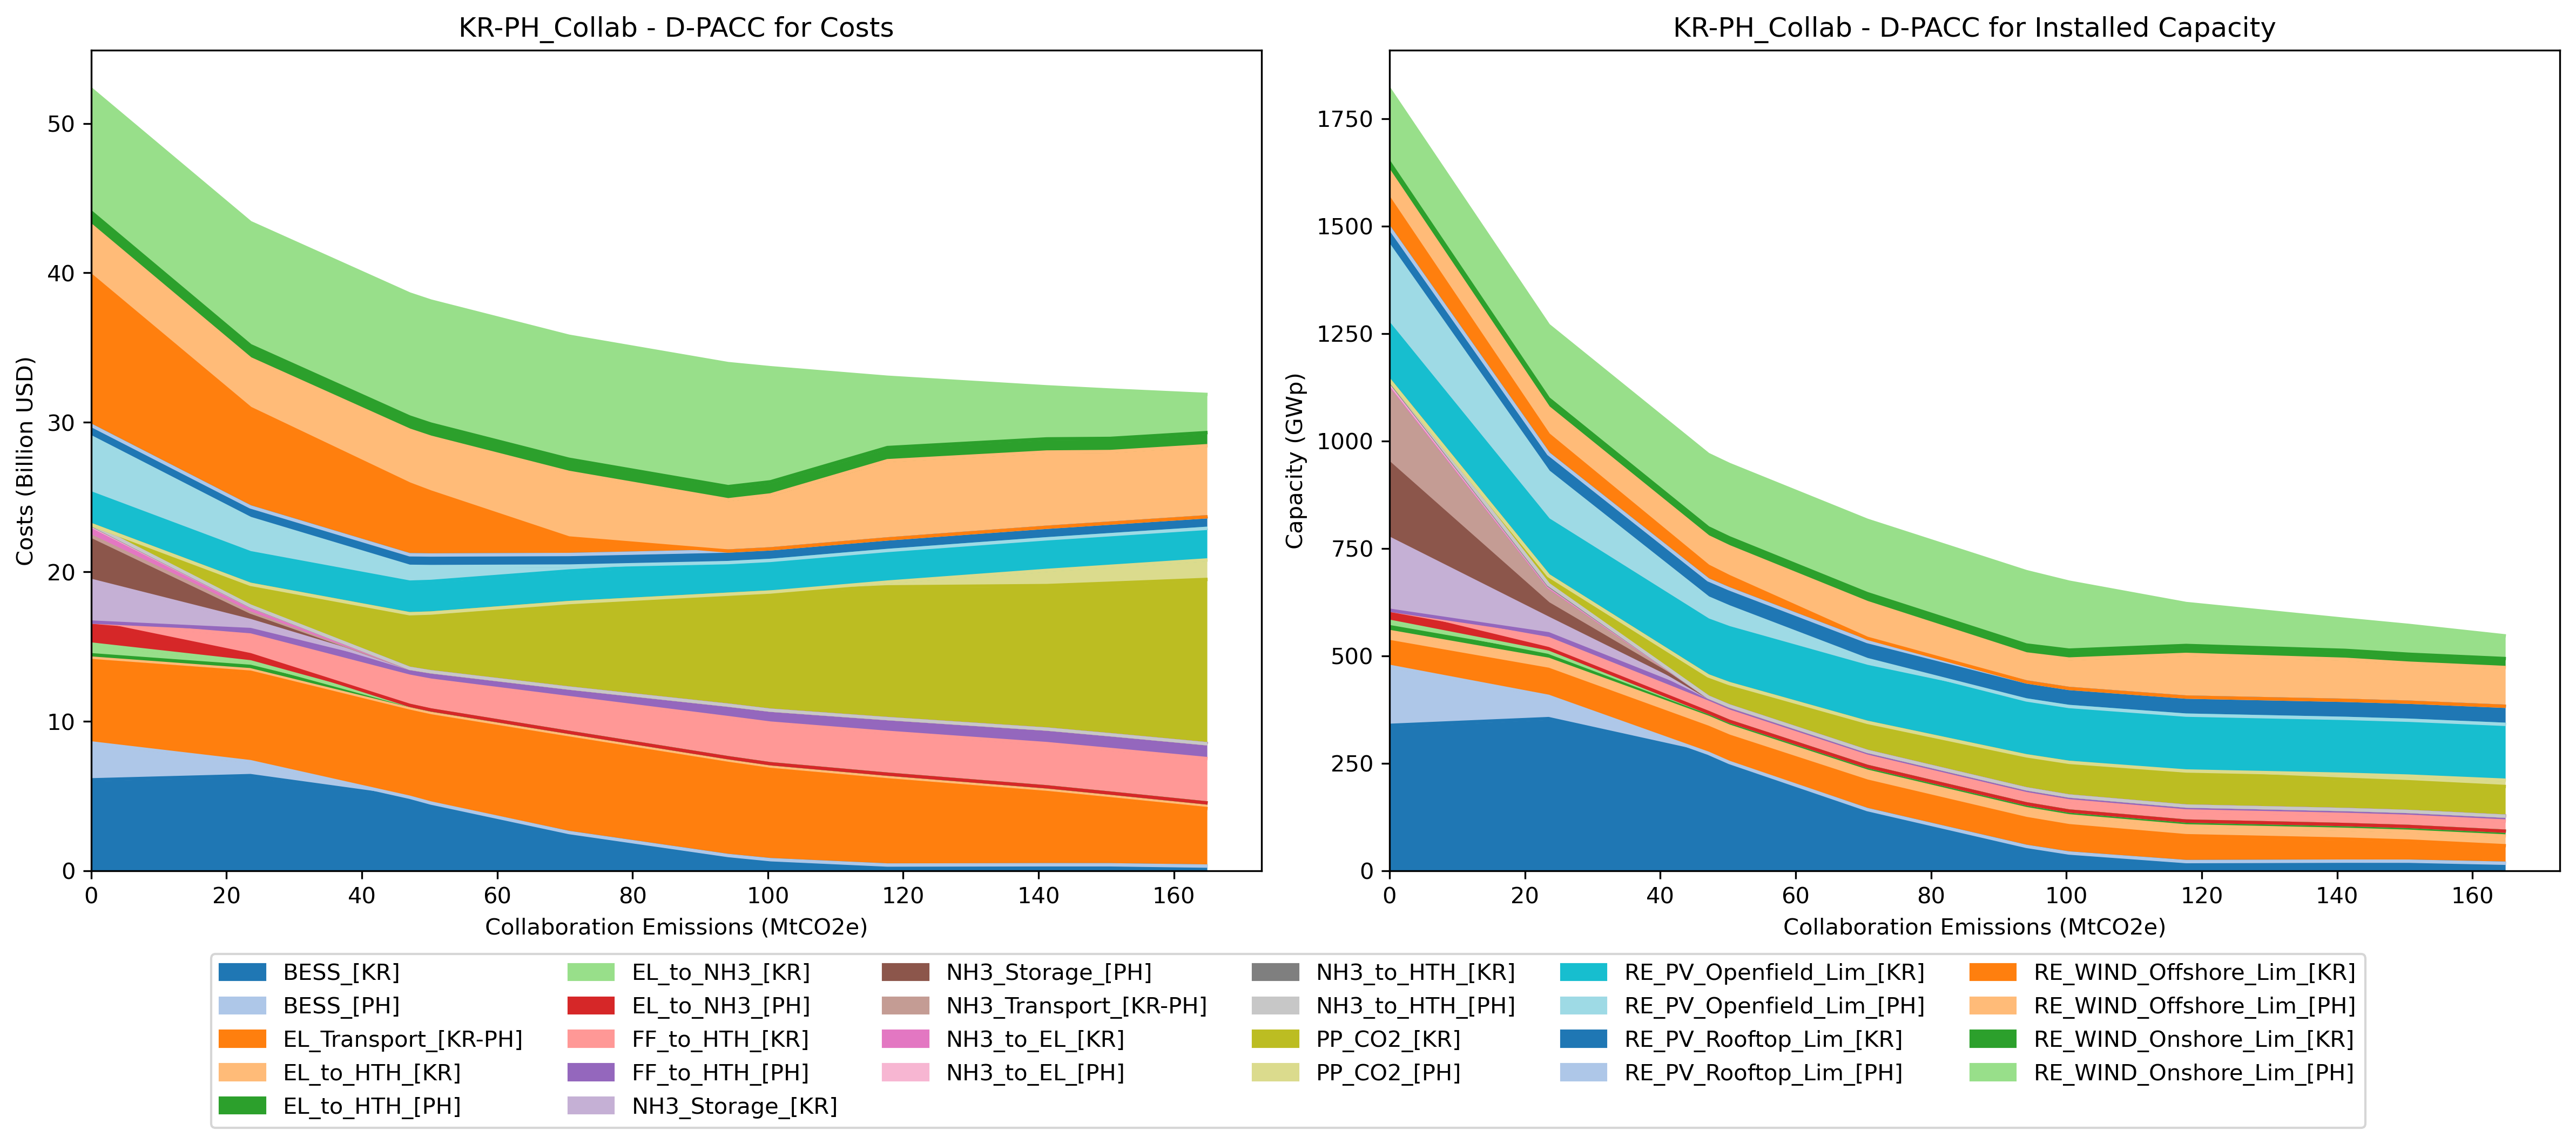 KR-PH_Collab - D-PACC for Costs
Costs (Billion USD)
50
40
30
20
10
0
0 20 40 60 80 100 120 140 160
Collaboration Emissions (MtCO2e)
KR-PH_Collab - D-PACC for Installed Capacity
Capacity (GWp)
1750
1500
1250
1000
750
500
250
0
0 20 40 60 80 100 120 140 160
Collaboration Emissions (MtCO2e)
BESS_[KR]
BESS_[PH]
EL_Transport_[KR-PH]
EL_to_HTH_[KR]
EL_to_HTH_[PH]
EL_to_NH3_[KR]
EL_to_NH3_[PH]
FF_to_HTH_[KR]
FF_to_HTH_[PH]
NH3_Storage_[KR]
NH3_Storage_[PH]
NH3_Transport_[KR-PH]
NH3_to_EL_[KR]
NH3_to_EL_[PH]
NH3_to_HTH_[KR]
NH3_to_HTH_[PH]
PP_CO2_[KR]
PP_CO2_[PH]
RE_PV_Openfield_Lim_[KR]
RE_PV_Openfield_Lim_[PH]
RE_PV_Rooftop_Lim_[KR]
RE_PV_Rooftop_Lim_[PH]
RE_WIND_Offshore_Lim_[KR]
RE_WIND_Offshore_Lim_[PH]
RE_WIND_Onshore_Lim_[KR]
RE_WIND_Onshore_Lim_[PH]